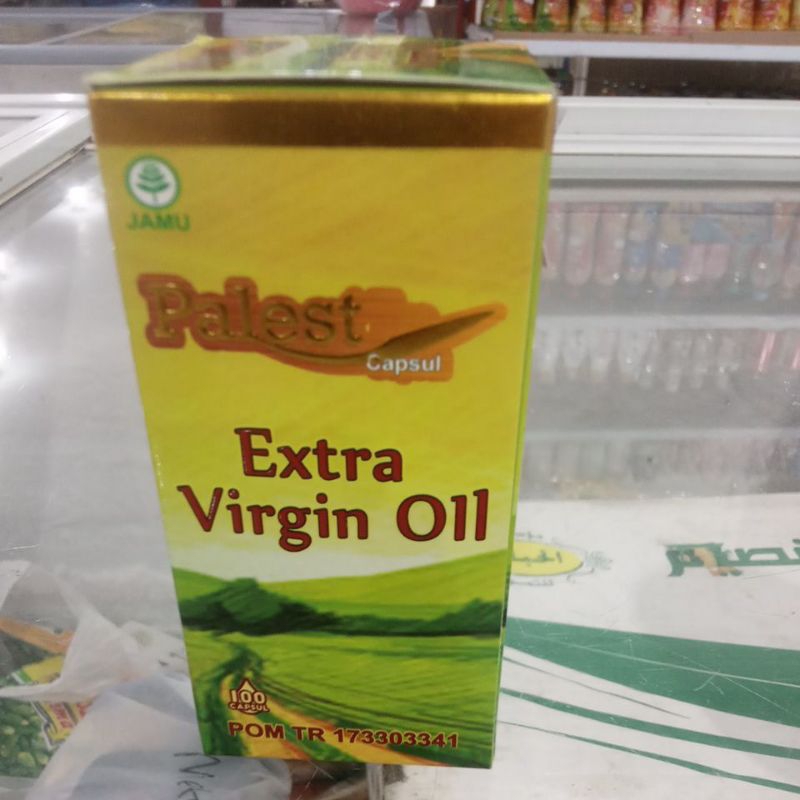 JAMU
Palest
Capsul
Extra
Virgin OIl
100
CAPSUL
POM TR 173303341